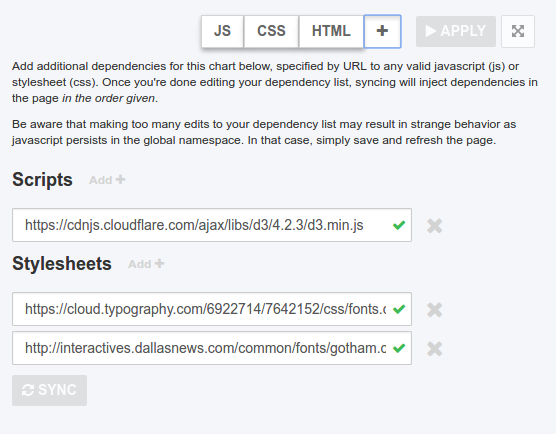 JS CSS HTML + APPLY
Add additional dependencies for this chart below, specified by URL to any valid javascript (js) or
stylesheet (css). Once you're done editing your dependency list, syncing will inject dependencies in
the page in the order given.
Be aware that making too many edits to your dependency list may result in strange behavior as
javascript persists in the global namespace. In that case, simply save and refresh the page.
Scripts Add +
https://cdnjs.cloudflare.com/ajax/libs/d3/4.2.3/d3.min.js
Stylesheets Add +
https://cloud.typography.com/6922714/7642152/css/fonts.c
http://interactives.dallasnews.com/common/fonts/gotham.c
SYNC